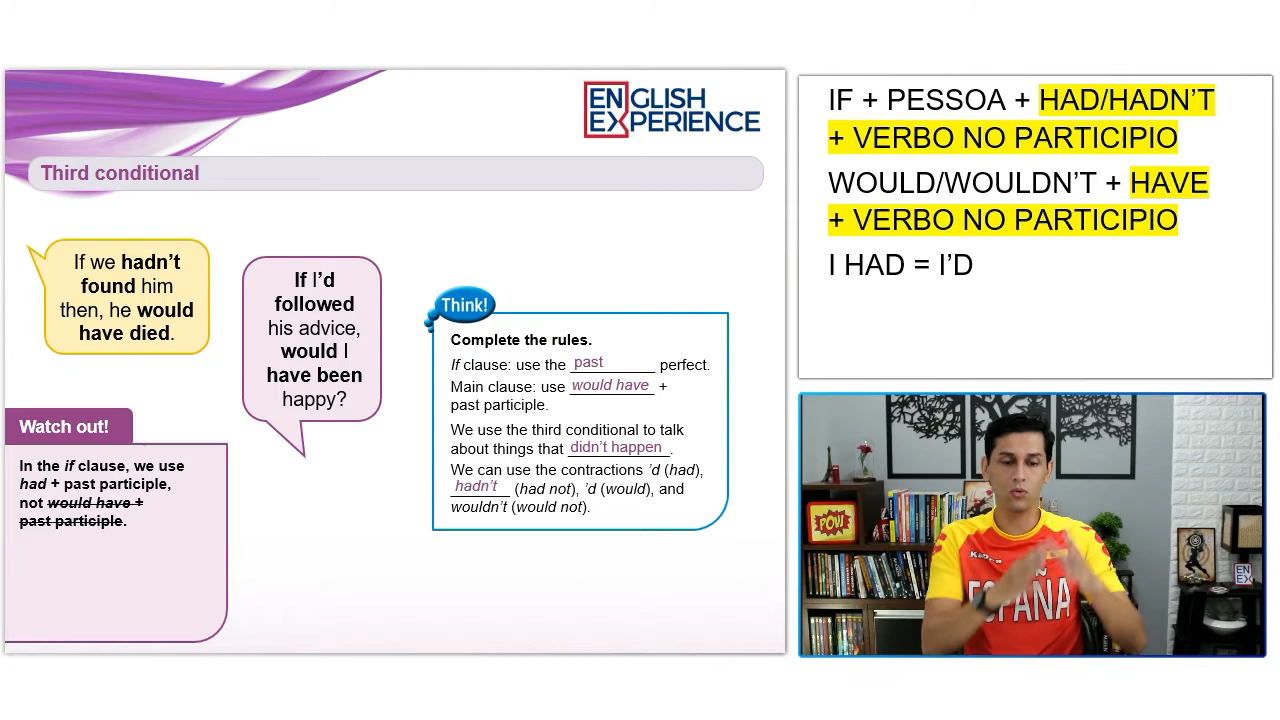 ENGLISH
EXPERIENCE
Third conditional
If we hadn't
found him
then, he would
have died.
If I'd
followed
his advice,
would I
have been
happy?
Think!
Complete the rules.
If clause: use the past perfect.
Main clause: use would have +
past participle.
We use the third conditional to talk
about things that didn't happen.
We can use the contractions 'd (had),
hadn't (had not), 'd (would), and
wouldn't (would not).
Watch out!
In the if clause, we use
had + past participle,
not would have +
past participle.
IF + PESSOA + HAD/HADN'T
+ VERBO NO PARTICIPIO
WOULD/WOULDN'T + HAVE
+ VERBO NO PARTICIPIO
I HAD = I'D
POW!
Kappa
ESPAÑA
EN
EX